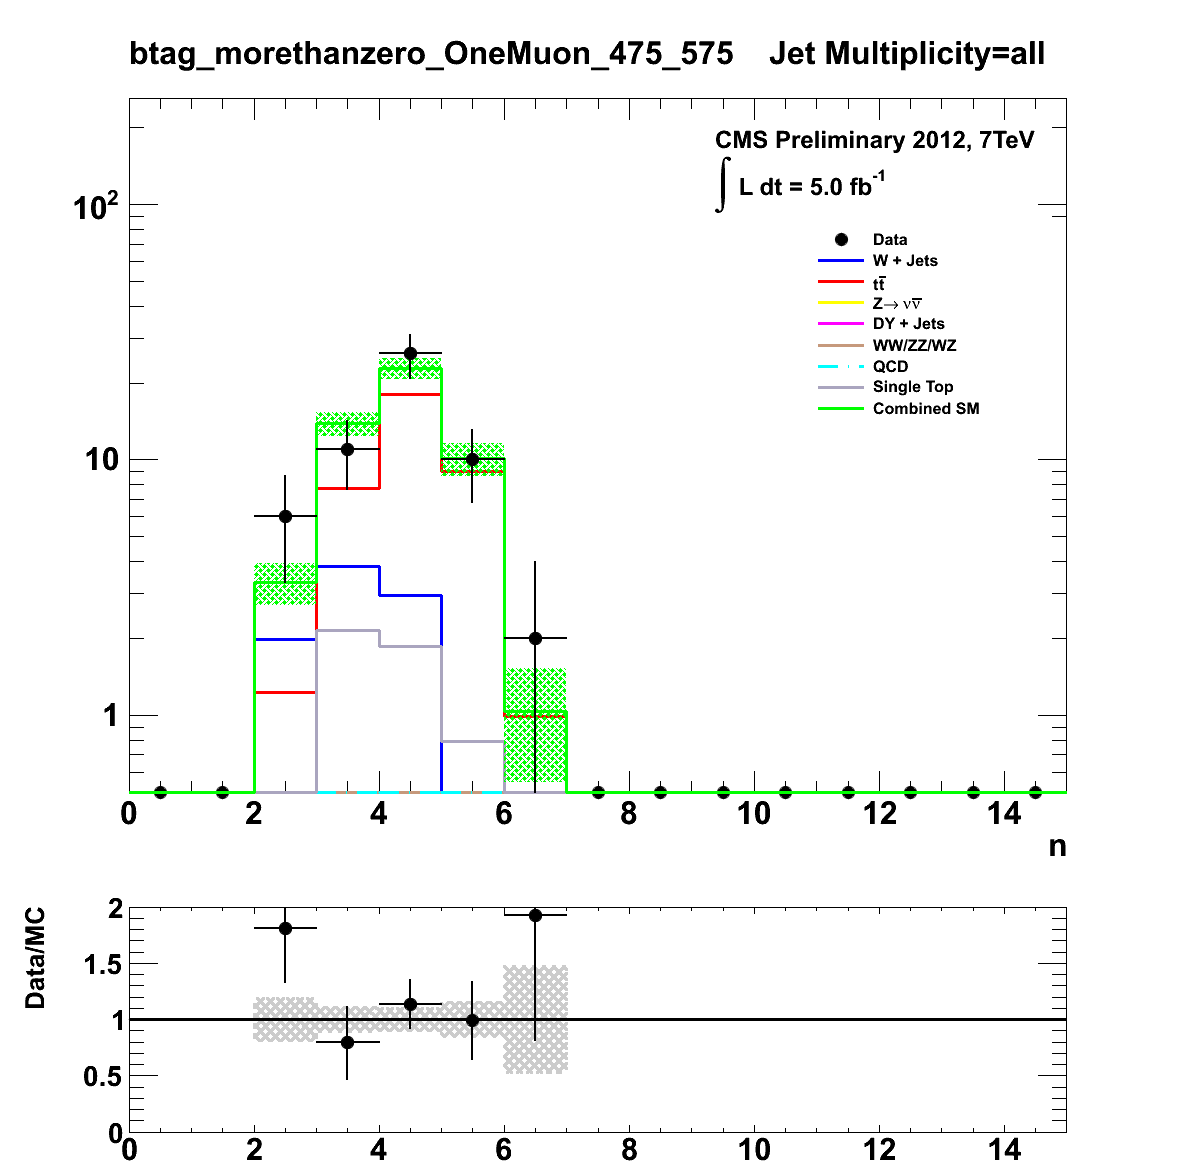 btag_morethanzero_OneMuon_475_575 Jet Multiplicity=all
CMS Preliminary 2012, 7TeV
∫ L dt = 5.0 fb⁻¹
Data
W + Jets
tt̅
Z→ νν̅
DY + Jets
WW/ZZ/WZ
QCD
Single Top
Combined SM
10²
10
1
0 2 4 6 8 10 12 14
n
Data/MC
2
1.5
1
0.5
0
0 2 4 6 8 10 12 14